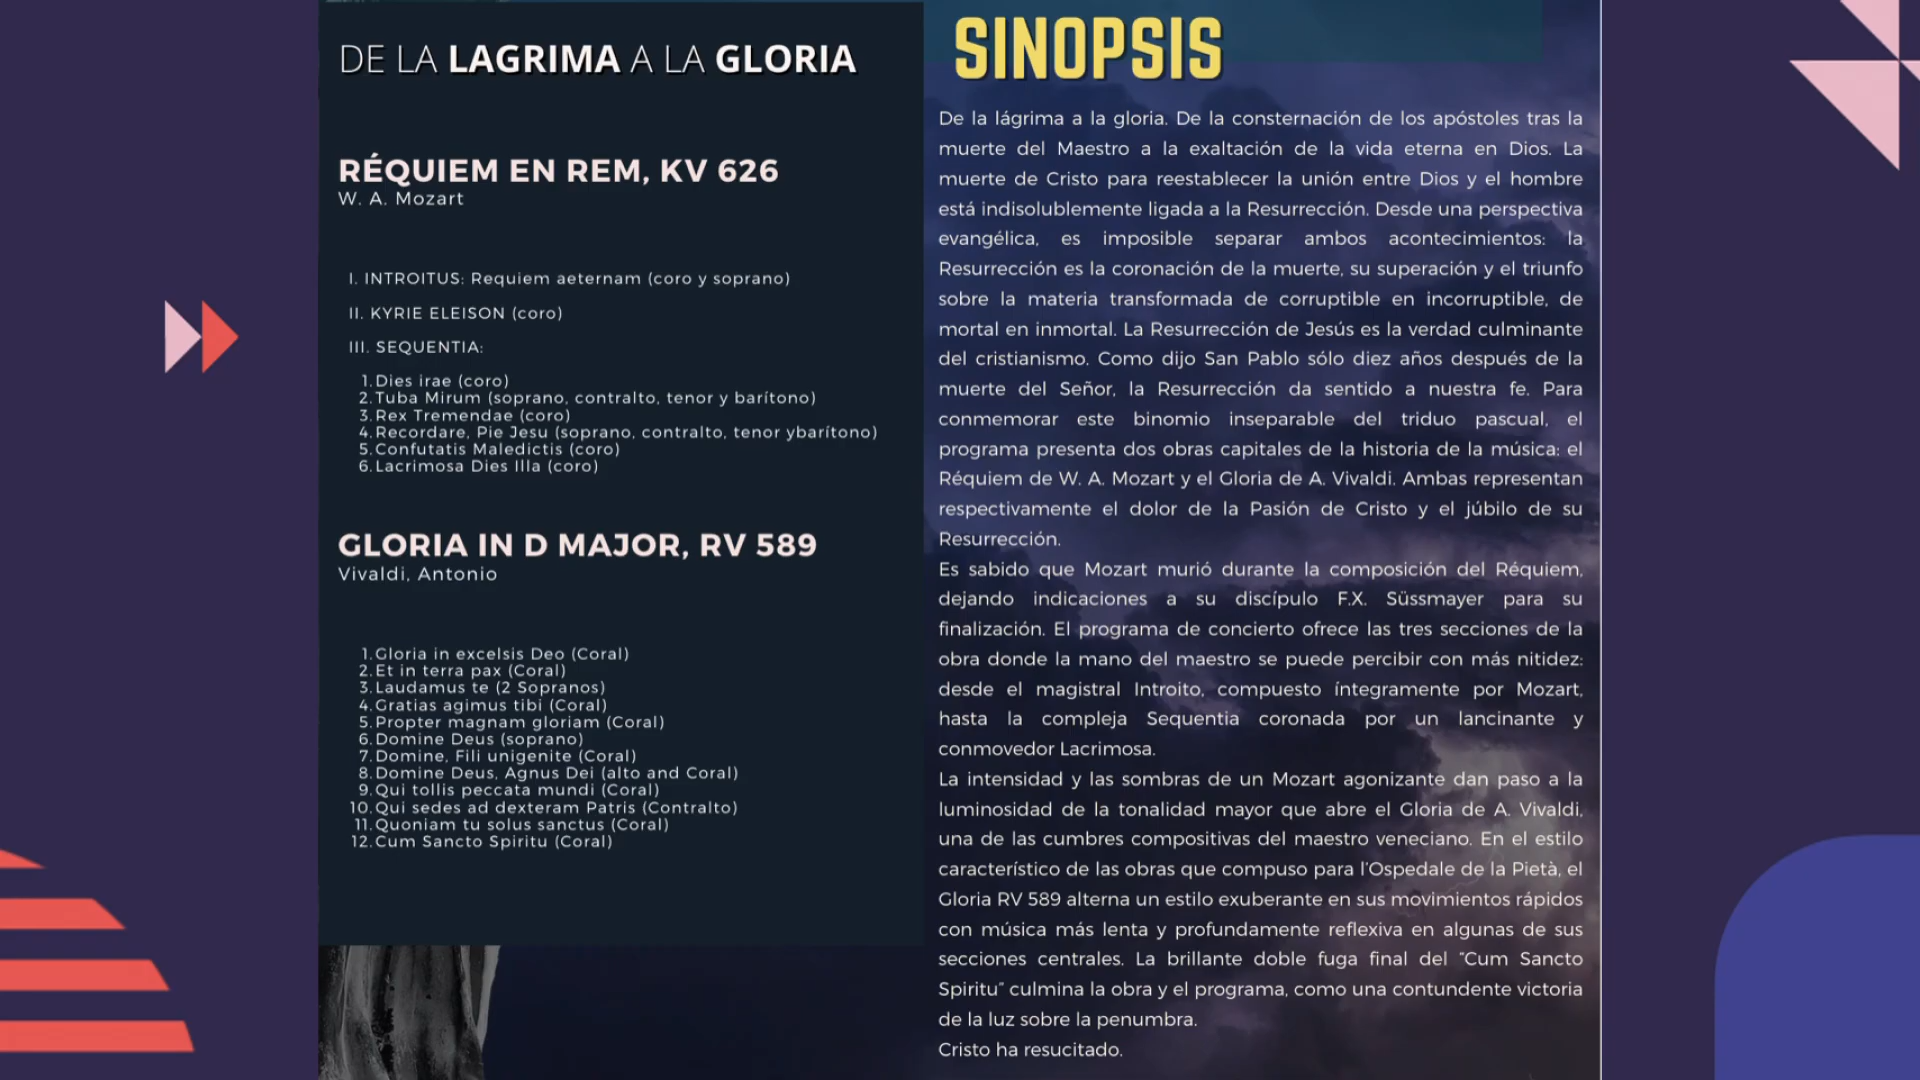 DE LA LAGRIMA A LA GLORIA
RÉQUIEM EN REM, KV 626
W. A. Mozart
I. INTROITUS: Requiem aeternam (coro y soprano)
II. KYRIE ELEISON (coro)
III. SEQUENTIA:
1. Dies irae (coro)
2. Tuba Mirum (soprano, contralto, tenor y barítono)
3. Rex Tremendae (coro)
4. Recordare, Pie Jesu (soprano, contralto, tenor ybarítono)
5. Confutatis Maledictis (coro)
6. Lacrimosa Dies Illa (coro)
GLORIA IN D MAJOR, RV 589
Vivaldi, Antonio
1. Gloria in excelsis Deo (Coral)
2. Et in terra pax (Coral)
3. Laudamus te (2 Sopranos)
4. Gratias agimus tibi (Coral)
5. Propter magnam gloriam (Coral)
6. Domine Deus (soprano)
7. Domine, Fili unigenite (Coral)
8. Domine Deus, Agnus Dei (alto and Coral)
9. Qui tollis peccata mundi (Coral)
10. Qui sedes ad dexteram Patris (Contralto)
11. Quoniam tu solus sanctus (Coral)
12. Cum Sancto Spiritu (Coral)
SINOPSIS
De la lágrima a la gloria. De la consternación de los apóstoles tras la
muerte del Maestro a la exaltación de la vida eterna en Dios. La
muerte de Cristo para reestablecer la unión entre Dios y el hombre
está indisolublemente ligada a la Resurrección. Desde una perspectiva
evangélica, es imposible separar ambos acontecimientos: la
Resurrección es la coronación de la muerte, su superación y el triunfo
sobre la materia transformada de corruptible en incorruptible, de
mortal en inmortal. La Resurrección de Jesús es la verdad culminante
del cristianismo. Como dijo San Pablo sólo diez años después de la
muerte del Señor, la Resurrección da sentido a nuestra fe. Para
conmemorar este binomio inseparable del triduo pascual, el
programa presenta dos obras capitales de la historia de la música: el
Réquiem de W. A. Mozart y el Gloria de A. Vivaldi. Ambas representan
respectivamente el dolor de la Pasión de Cristo y el júbilo de su
Resurrección.
Es sabido que Mozart murió durante la composición del Réquiem,
dejando indicaciones a su discípulo F.X. Süssmayer para su
finalización. El programa de concierto ofrece las tres secciones de la
obra donde la mano del maestro se puede percibir con más nitidez:
desde el magistral Introito, compuesto íntegramente por Mozart,
hasta la compleja Sequentia coronada por un lancinante y
conmovedor Lacrimosa.
La intensidad y las sombras de un Mozart agonizante dan paso a la
luminosidad de la tonalidad mayor que abre el Gloria de A. Vivaldi,
una de las cumbres compositivas del maestro veneciano. En el estilo
característico de las obras que compuso para l'Ospedale de la Pietà, el
Gloria RV 589 alterna un estilo exuberante en sus movimientos rápidos
con música más lenta y profundamente reflexiva en algunas de sus
secciones centrales. La brillante doble fuga final del “Cum Sancto
Spiritu” culmina la obra y el programa, como una contundente victoria
de la luz sobre la penumbra.
Cristo ha resucitado.